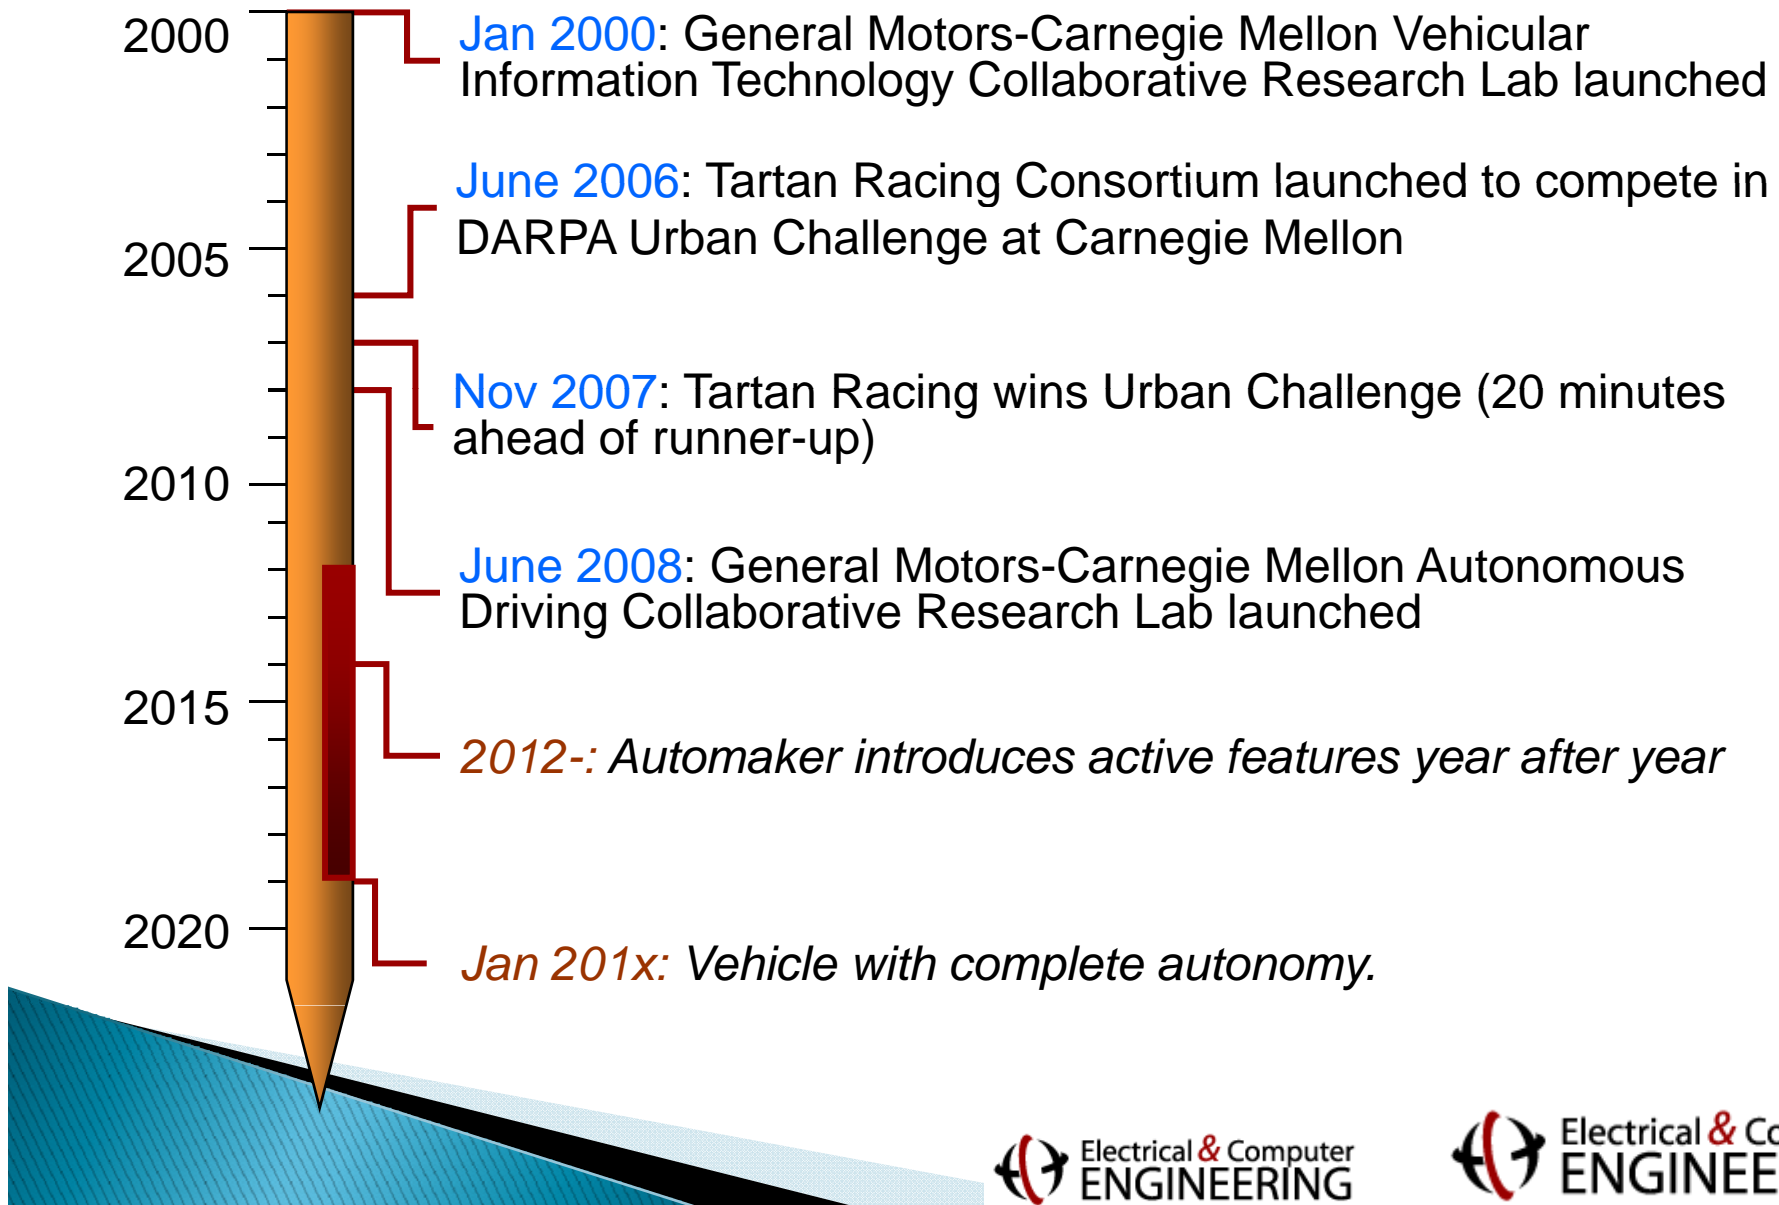 2000
Jan 2000: General Motors-Carnegie Mellon Vehicular
Information Technology Collaborative Research Lab launched
June 2006: Tartan Racing Consortium launched to compete in
DARPA Urban Challenge at Carnegie Mellon
2005
Nov 2007: Tartan Racing wins Urban Challenge (20 minutes
ahead of runner-up)
2010
June 2008: General Motors-Carnegie Mellon Autonomous
Driving Collaborative Research Lab launched
2015
2012-: Automaker introduces active features year after year
2020
Jan 201x: Vehicle with complete autonomy.
Electrical & Computer
ENGINEERING
Electrical & Co
ENGINEE